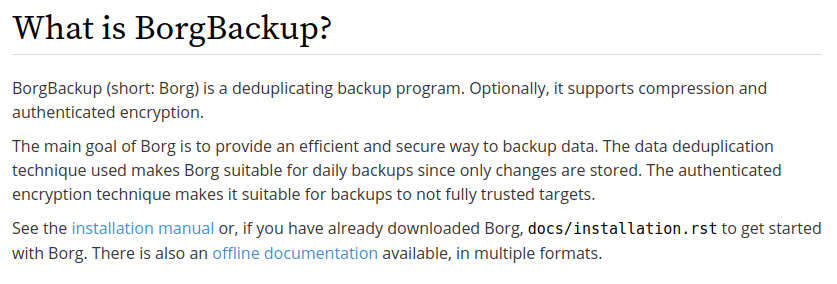 What is BorgBackup?
BorgBackup (short: Borg) is a deduplicating backup program. Optionally, it supports compression and
authenticated encryption.
The main goal of Borg is to provide an efficient and secure way to backup data. The data deduplication
technique used makes Borg suitable for daily backups since only changes are stored. The authenticated
encryption technique makes it suitable for backups to not fully trusted targets.
See the installation manual or, if you have already downloaded Borg, docs/installation.rst to get started
with Borg. There is also an offline documentation available, in multiple formats.